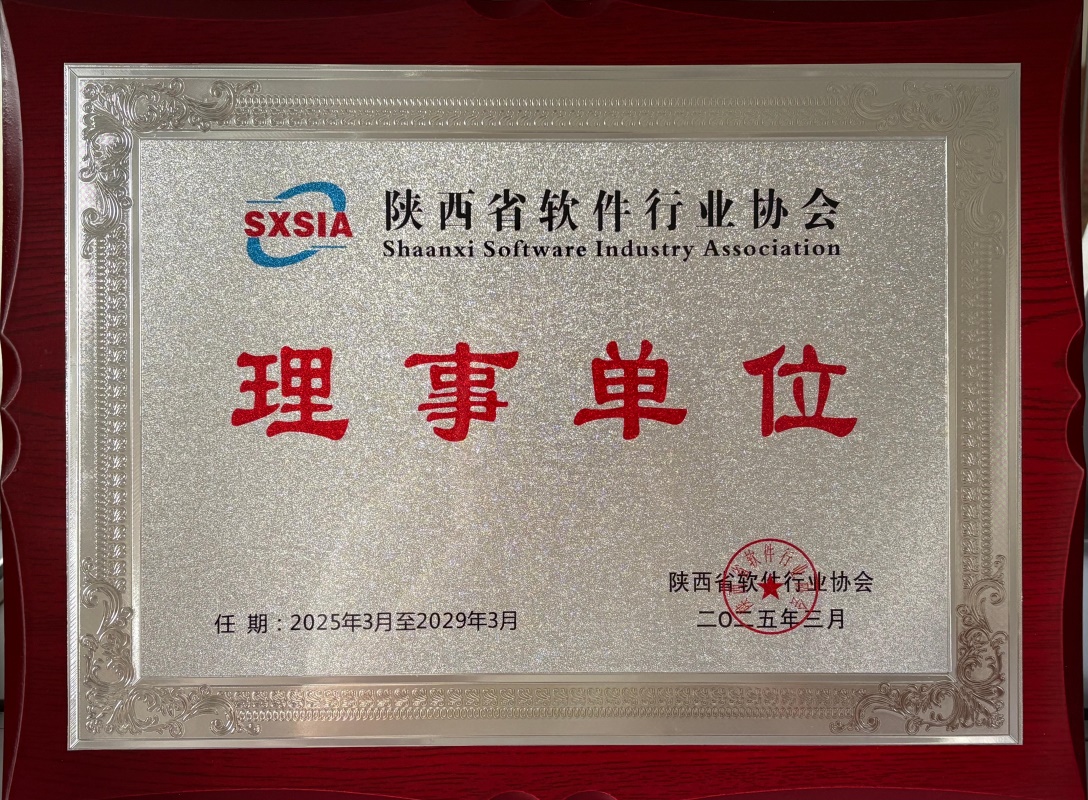 SXSIA
陕西省软件行业协会
Shaanxi Software Industry Association
理事单位
陕西省软件行业协会
任 期：2025年3月至2029年3月
二〇二五年三月